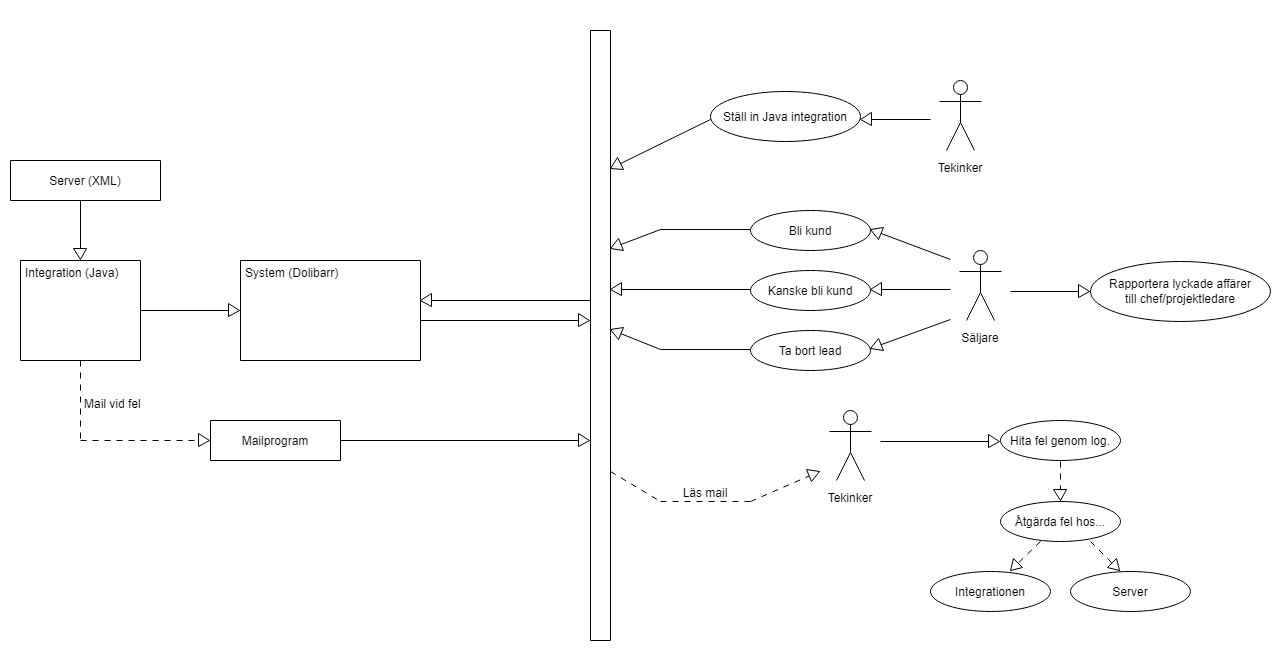 Ställ in Java integration
Tekinker
Server (XML)
Bli kund
Integration (Java)
System (Dolibarr)
Kanske bli kund
Rapportera lyckade affärer
till chef/projektledare
Säljare
Ta bort lead
Mail vid fel
Mailprogram
Hita fel genom log.
Läs mail
Tekinker
Åtgärda fel hos...
Integrationen
Server